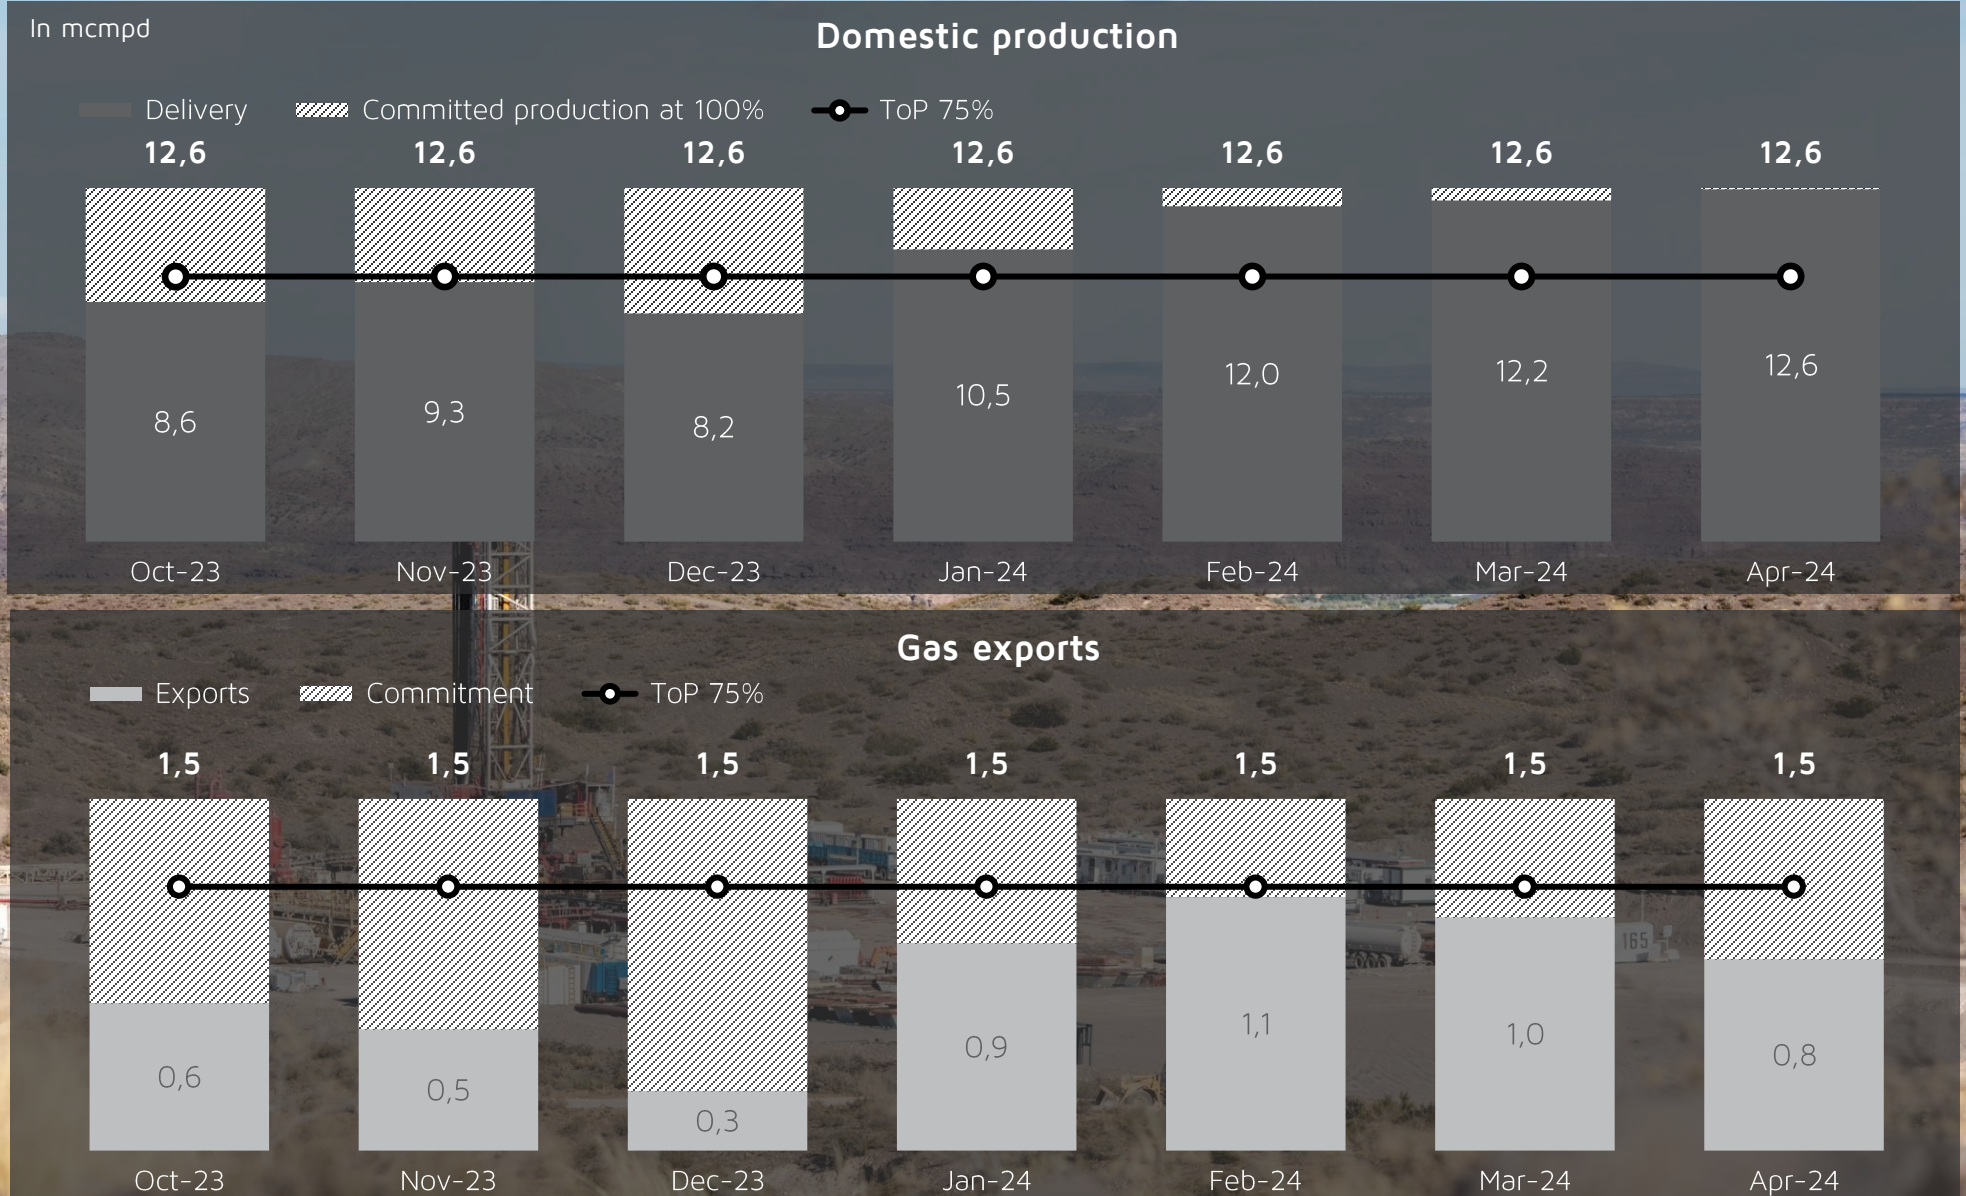 In mcmpd
Domestic production
Delivery Committed production at 100% ToP 75%
12,6 12,6 12,6 12,6 12,6 12,6 12,6
8,6 9,3 8,2 10,5 12,0 12,2 12,6
Oct-23 Nov-23 Dec-23 Jan-24 Feb-24 Mar-24 Apr-24
Gas exports
Exports Commitment ToP 75%
1,5 1,5 1,5 1,5 1,5 1,5 1,5
165
0,6 0,5 0,3 0,9 1,1 1,0 0,8
Oct-23 Nov-23 Dec-23 Jan-24 Feb-24 Mar-24 Apr-24